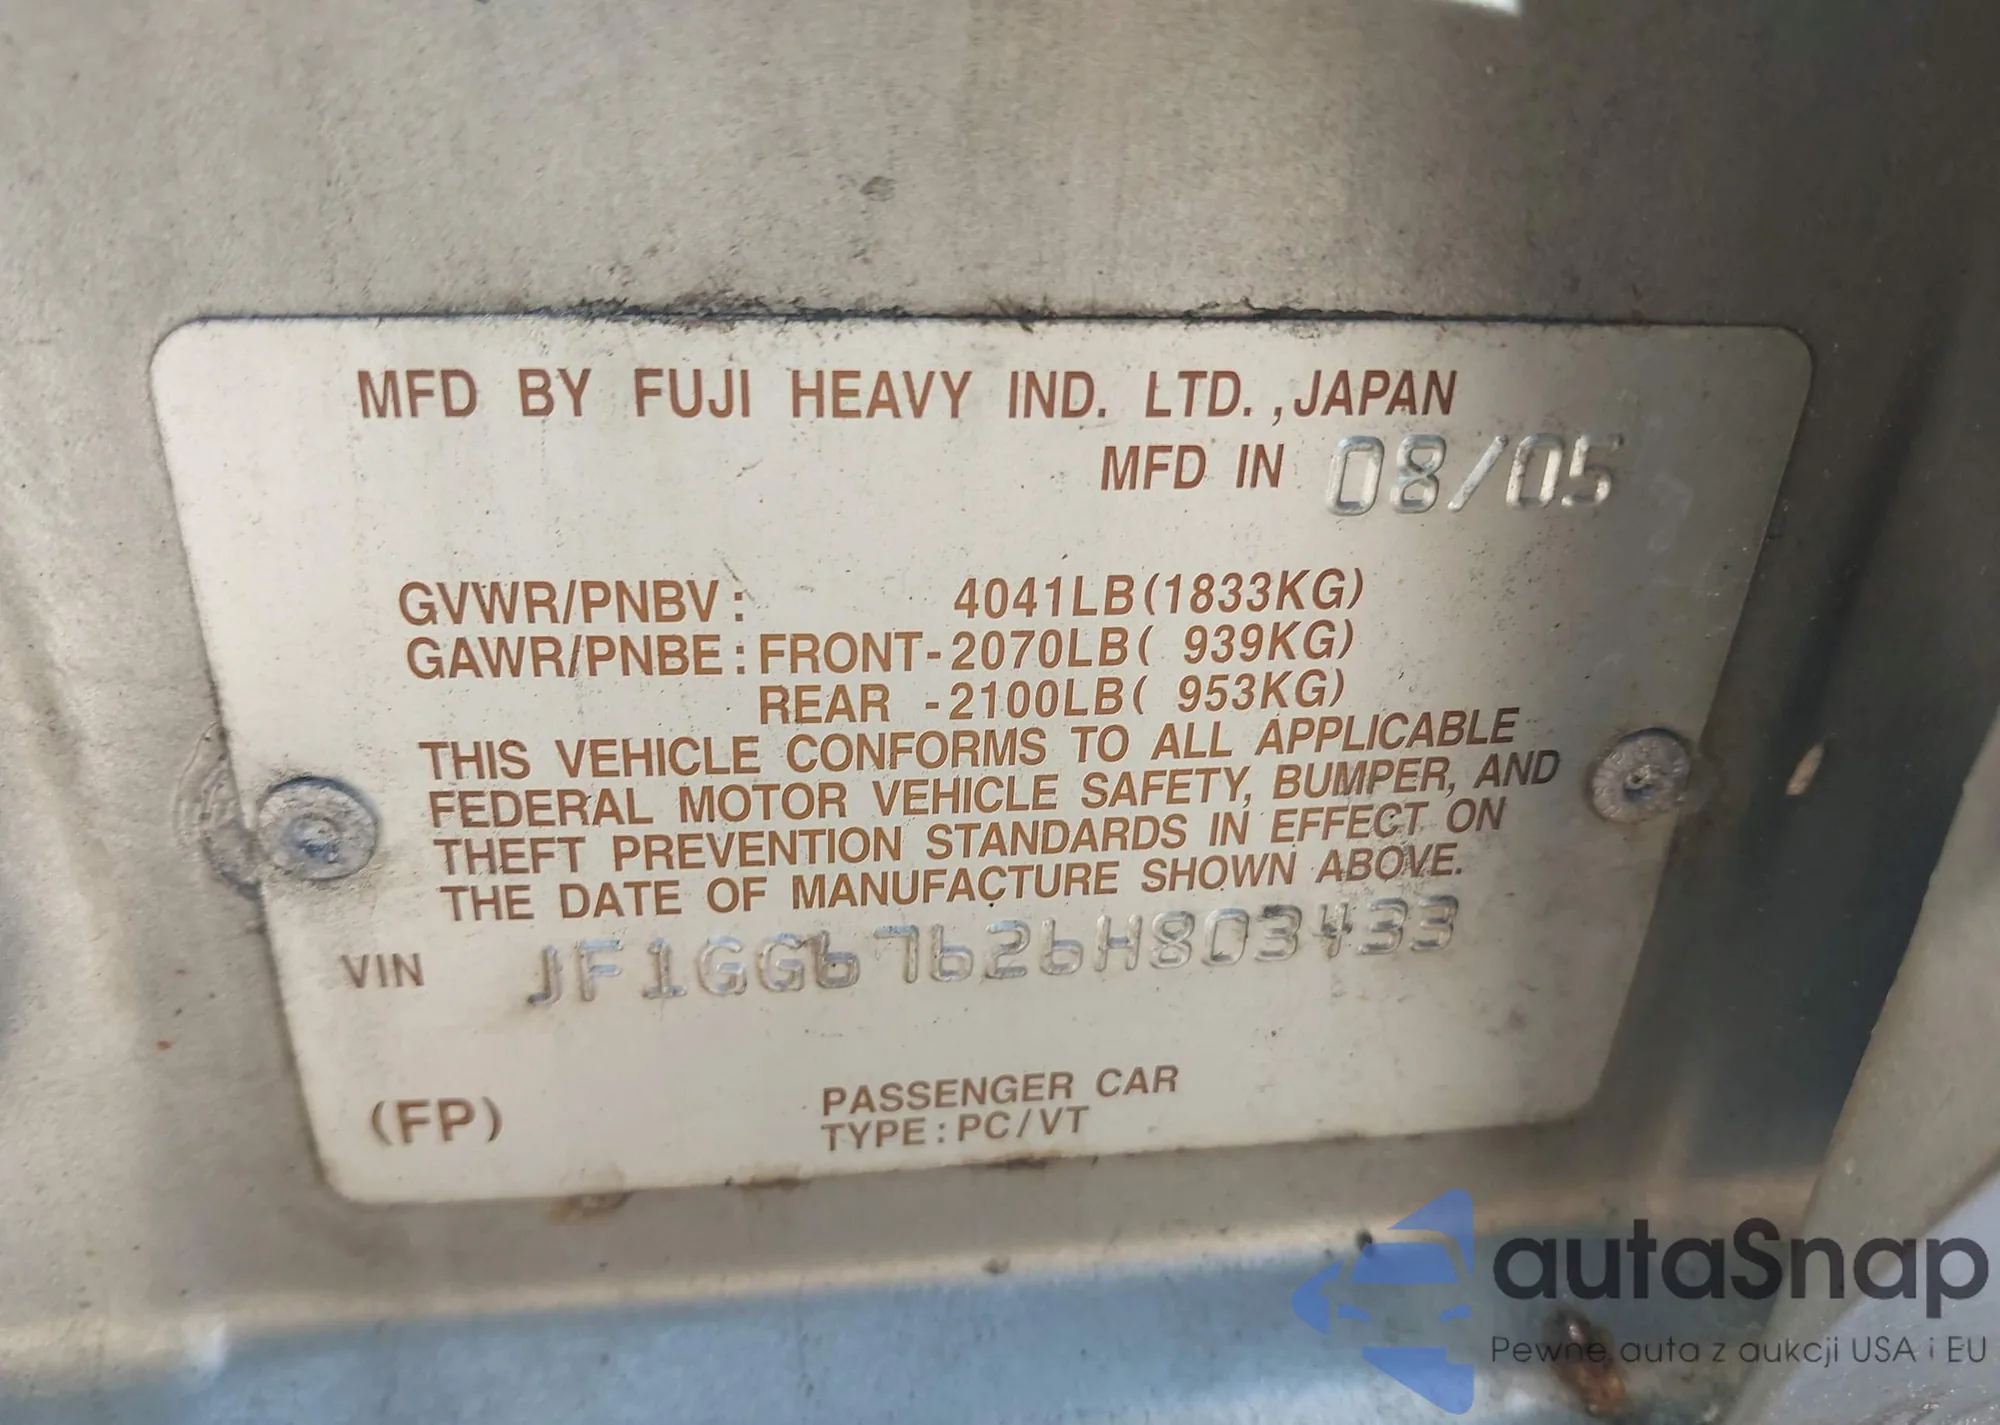 MFD BY FUJI HEAVY IND. LTD.,JAPAN
MFD IN 08/05
GVWR/PNBV: 4041LB(1833KG)
GAWR/PNBE:FRONT-2070LB( 939KG)
REAR -2100LB( 953KG)
THIS VEHICLE CONFORMS TO ALL APPLICABLE
FEDERAL MOTOR VEHICLE SAFETY, BUMPER, AND
THEFT PREVENTION STANDARDS IN EFFECT ON
THE DATE OF MANUFACTURE SHOWN ABOVE.
VIN JF1GG67626H803433
(FP)
PASSENGER CAR
TYPE:PC/VT
autaSnap
Pewne auta z aukcji USA i EU